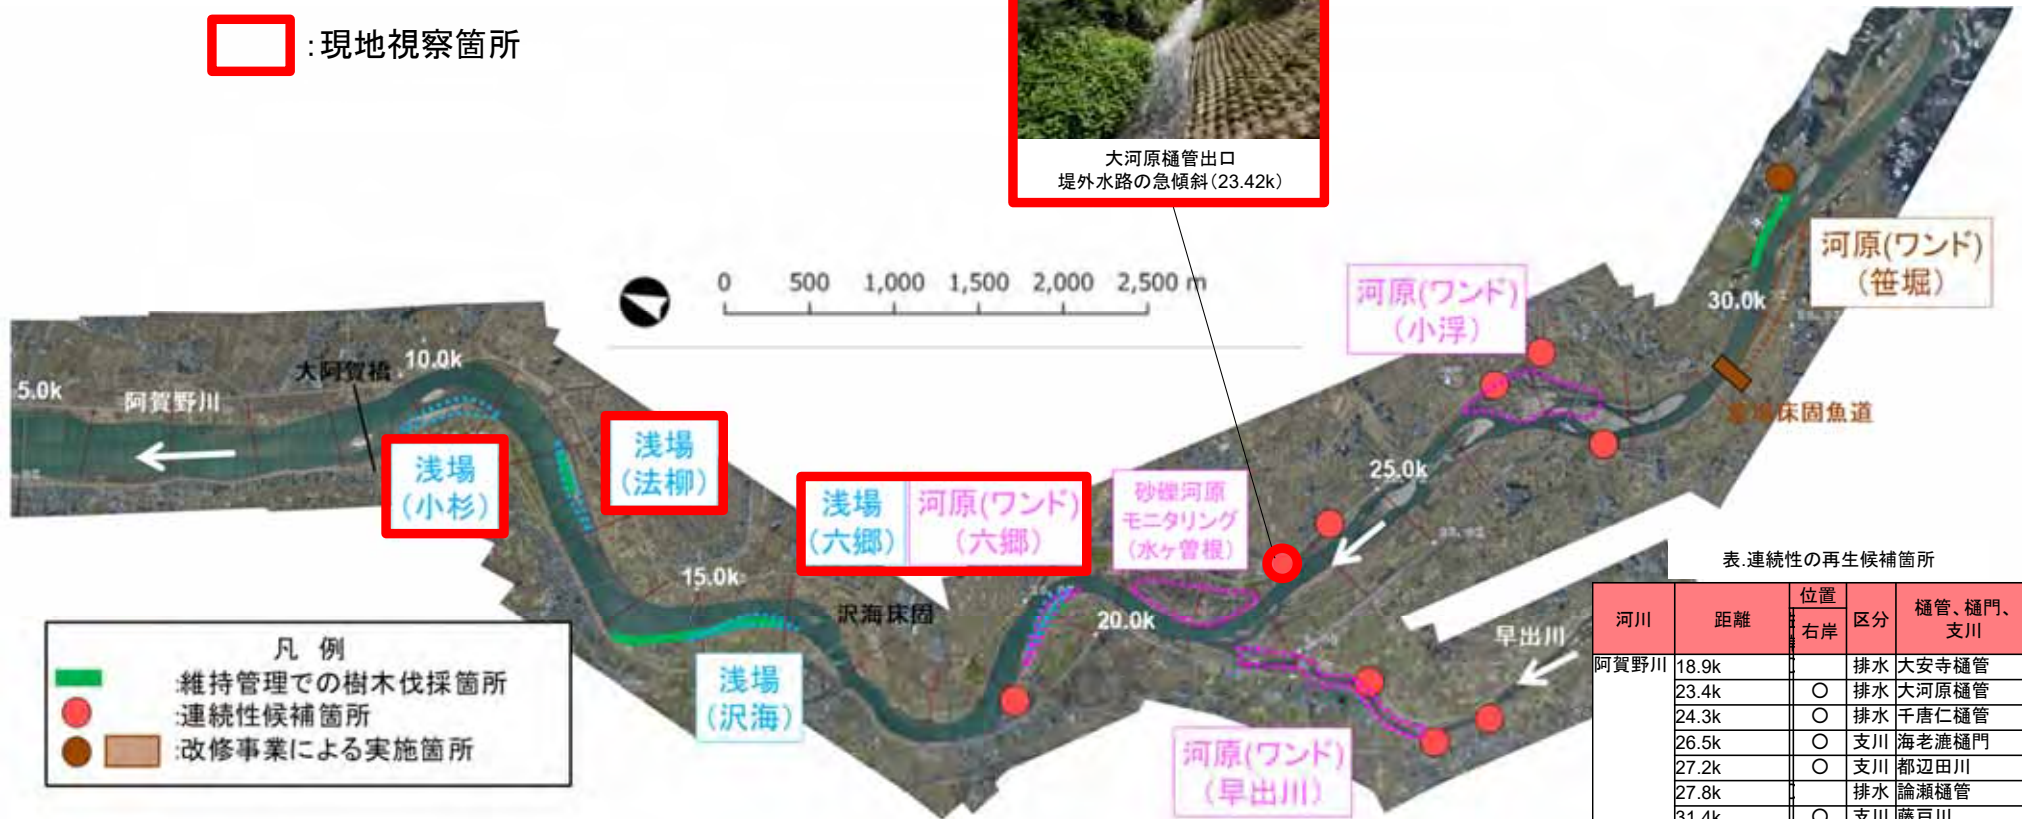 :現地視察箇所
大河原樋管出口
堤外水路の急傾斜(23.42k)
0 500 1,000 1,500 2,000 2,500 m
河原(ワンド)
(笹堀)
河原(ワンド)
(小浮)
30.0k
大阿賀橋
10.0k
5.0k
阿賀野川
床固魚道
浅場
(小杉)
浅場
(法柳)
浅場
(六郷)
河原(ワンド)
(六郷)
砂礫河原
モニタリング
(水ヶ曽根)
25.0k
15.0k
沢海床固
20.0k
早出川
浅場
(沢海)
河原(ワンド)
(早出川)
凡 例
:維持管理での樹木伐採箇所
:連続性候補箇所
:改修事業による実施箇所
表.連続性の再生候補箇所
河川 距離 位置 右岸 区分 樋管、樋門、支川
阿賀野川 18.9k 排水 大安寺樋管
23.4k ○ 排水 大河原樋管
24.3k ○ 排水 千唐仁樋管
26.5k ○ 支川 海老漉樋門
27.2k ○ 支川 都辺田川
27.8k 排水 論瀬樋管
31.4k ○ 支川 藤戸川